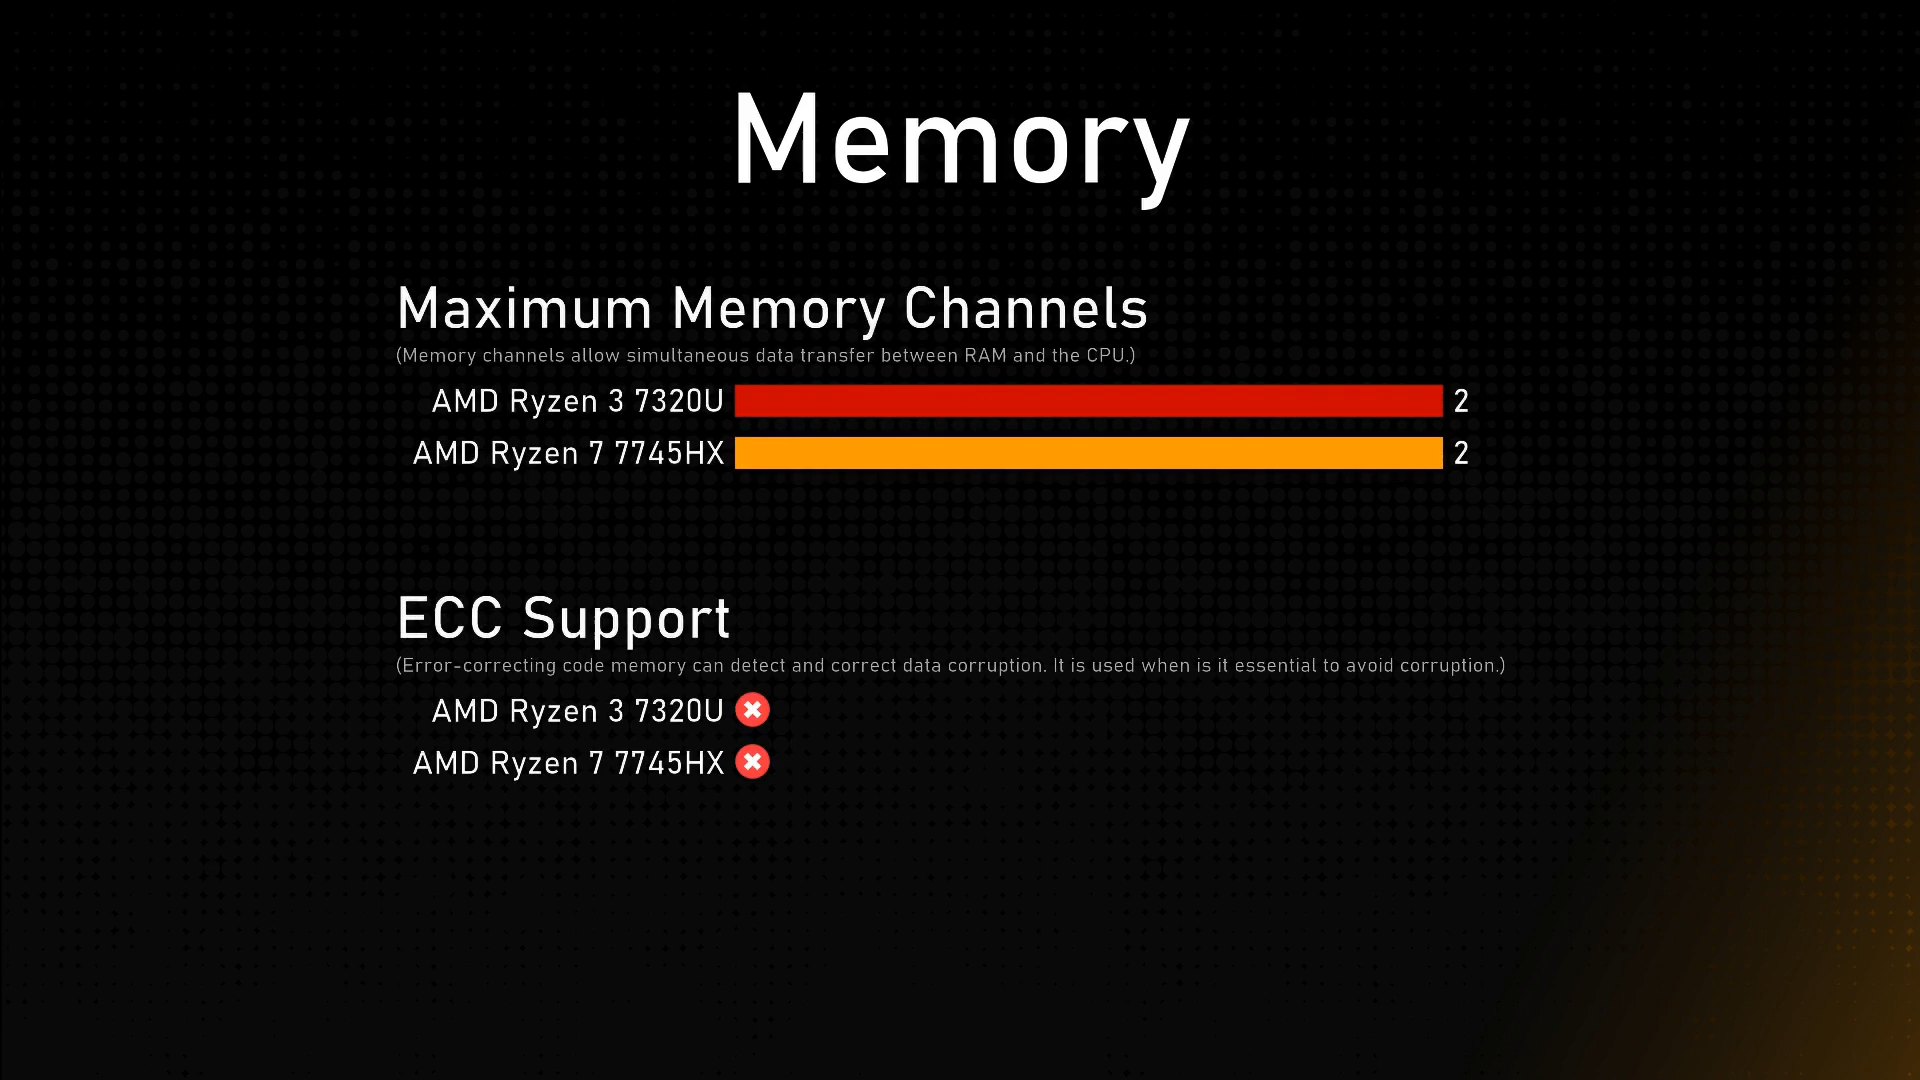 Memory
Maximum Memory Channels
(Memory channels allow simultaneous data transfer between RAM and the CPU.)
AMD Ryzen 3 7320U 2
AMD Ryzen 7 7745HX 2
ECC Support
(Error-correcting code memory can detect and correct data corruption. It is used when is it essential to avoid corruption.)
AMD Ryzen 3 7320U
AMD Ryzen 7 7745HX